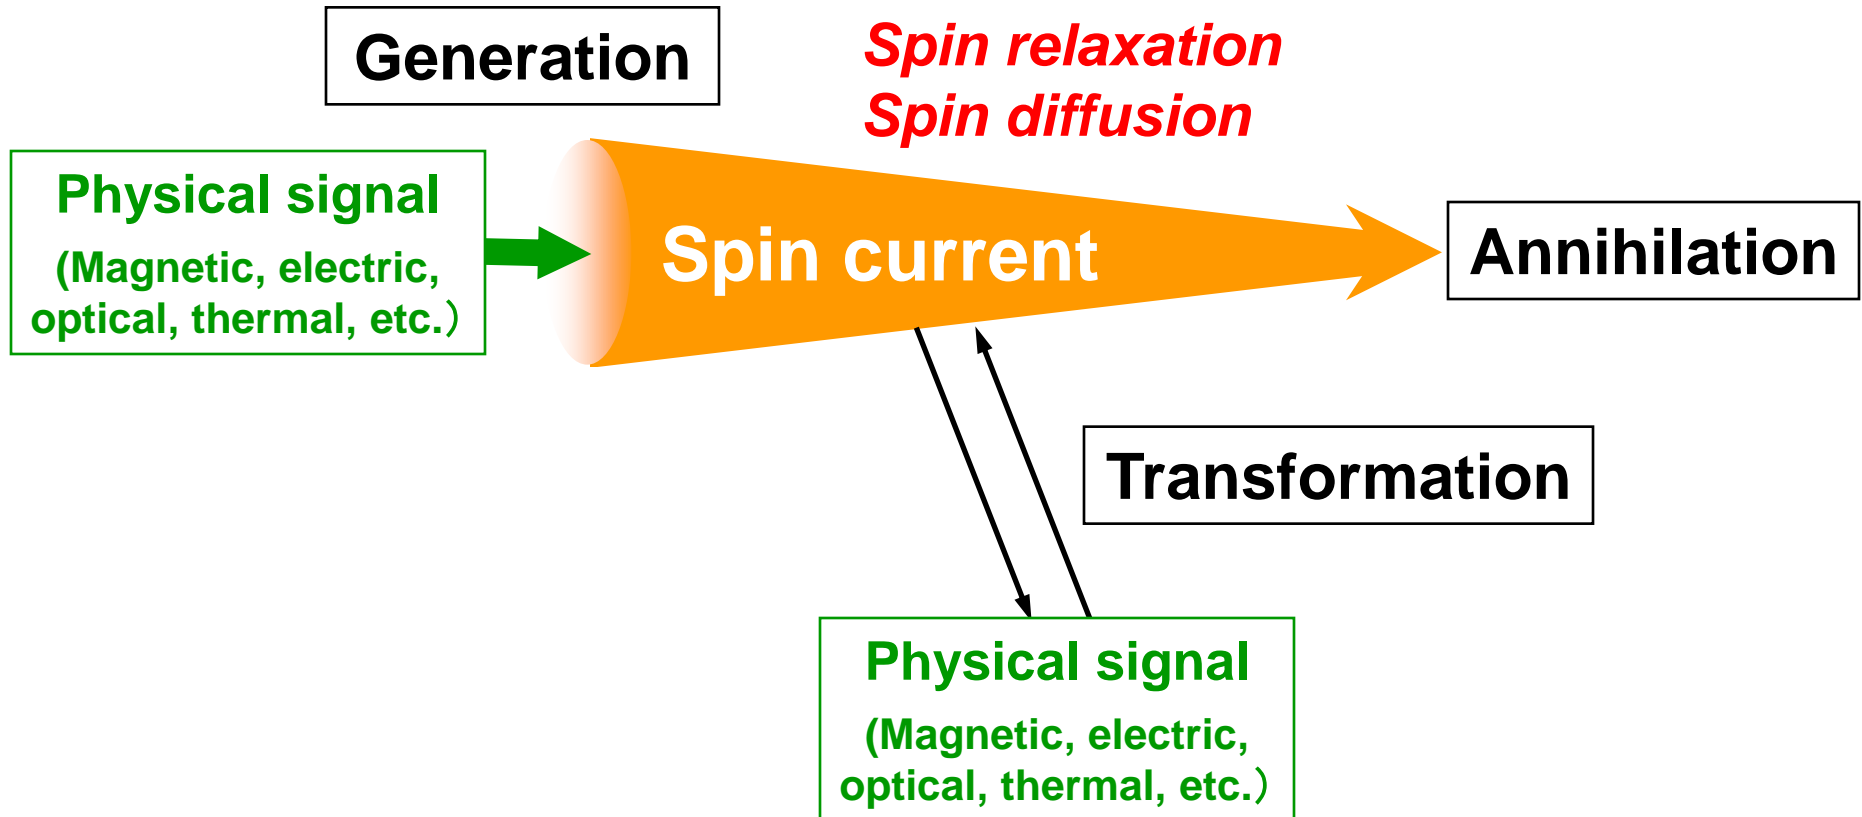 Generation
Spin relaxation
Spin diffusion
Physical signal
(Magnetic, electric,
optical, thermal, etc.）
Spin current
Annihilation
Transformation
Physical signal
(Magnetic, electric,
optical, thermal, etc.）